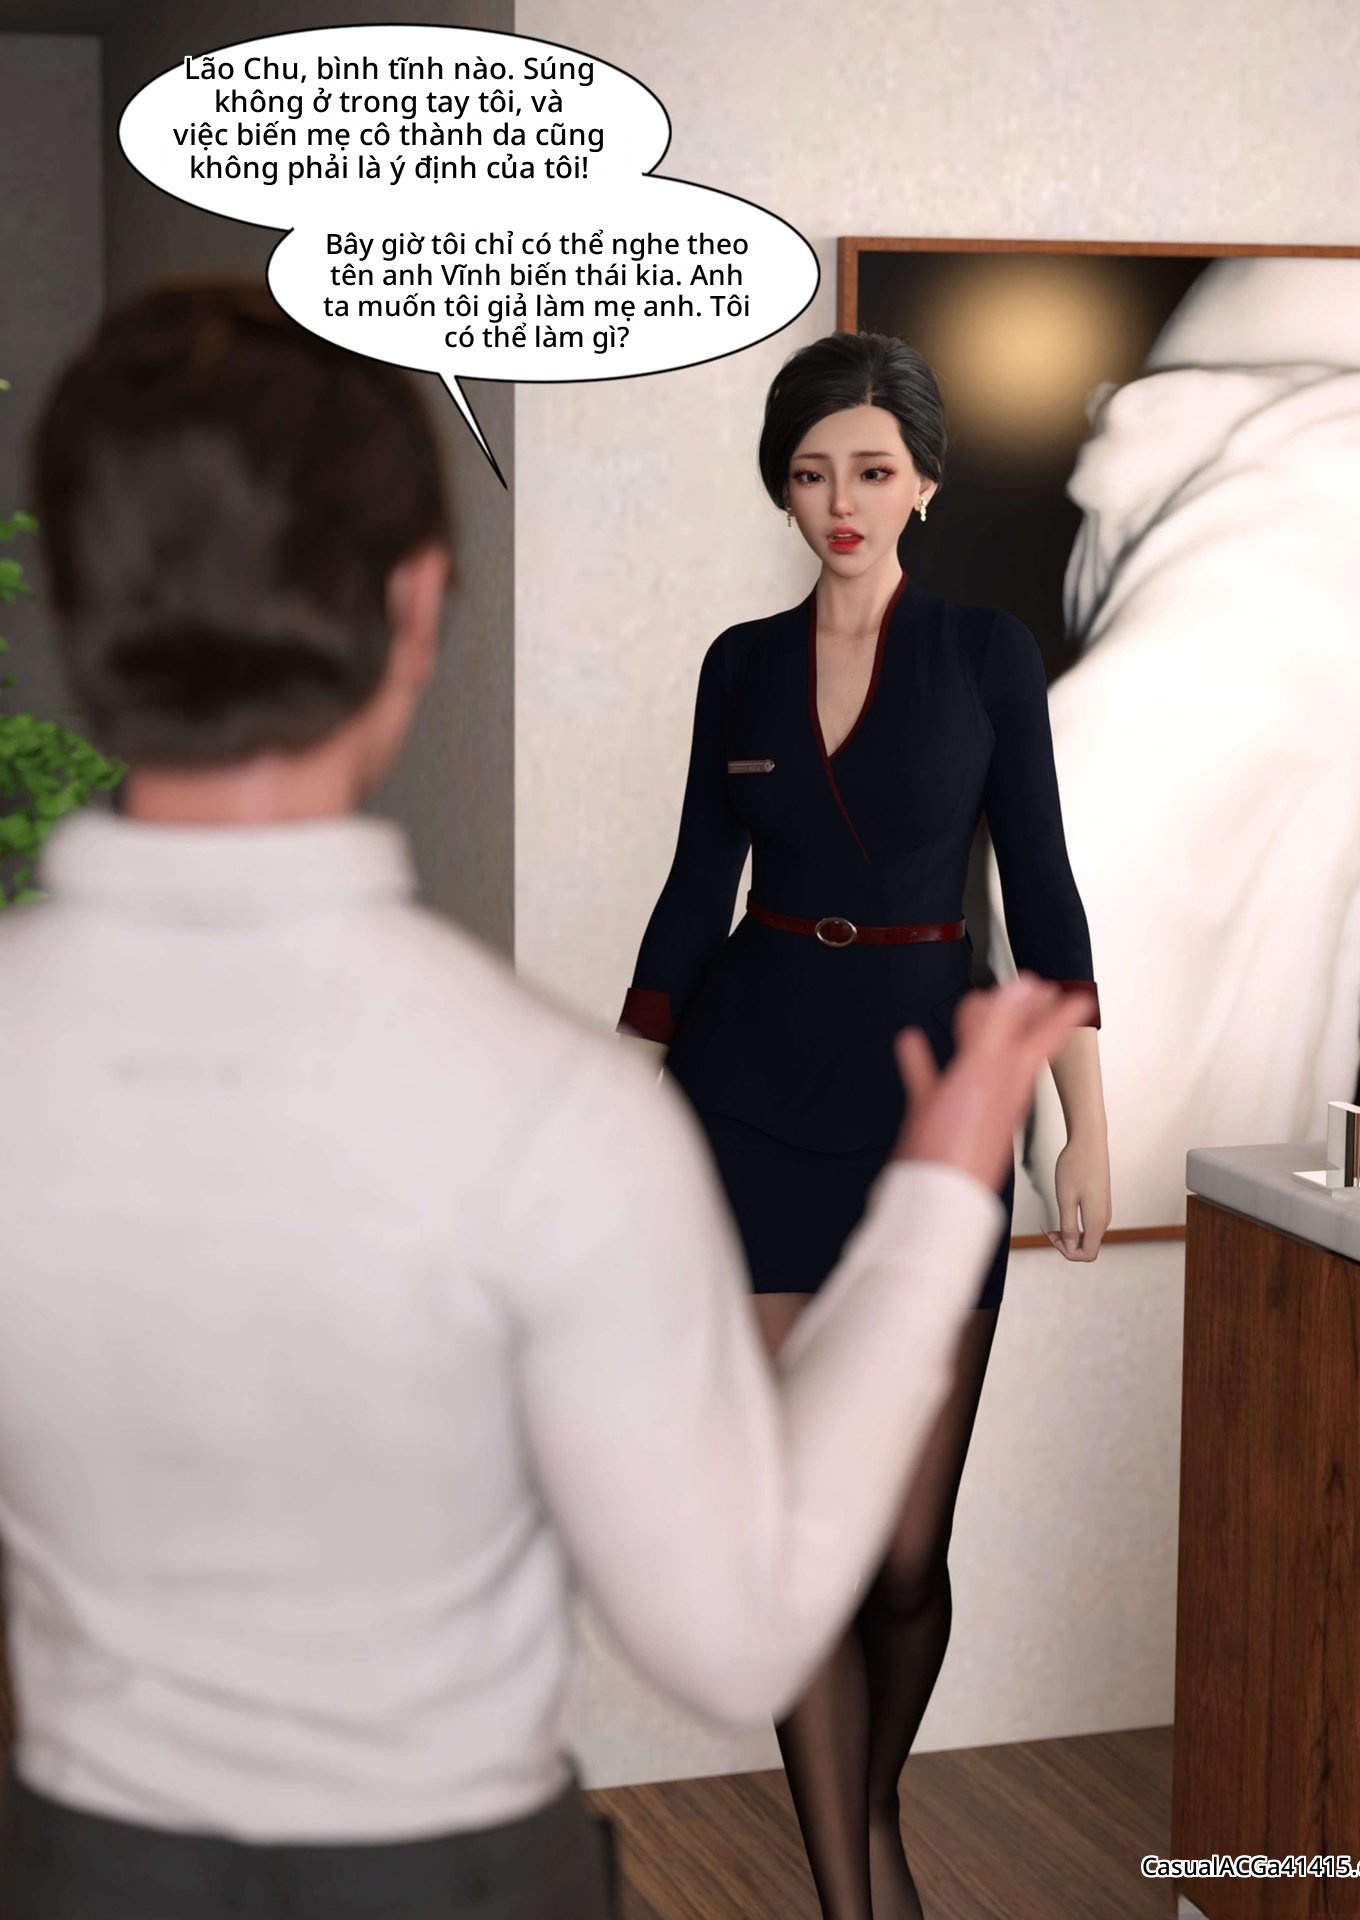 Lão Chu, bình tĩnh nào. Súng
không ở trong tay tôi, và
việc biến mẹ cô thành da cũng
không phải là ý định của tôi!
Bây giờ tôi chỉ có thể nghe theo
tên anh Vĩnh biến thái kia. Anh
ta muốn tôi giả làm mẹ anh. Tôi
có thể làm gì?
CasualACGa41415.